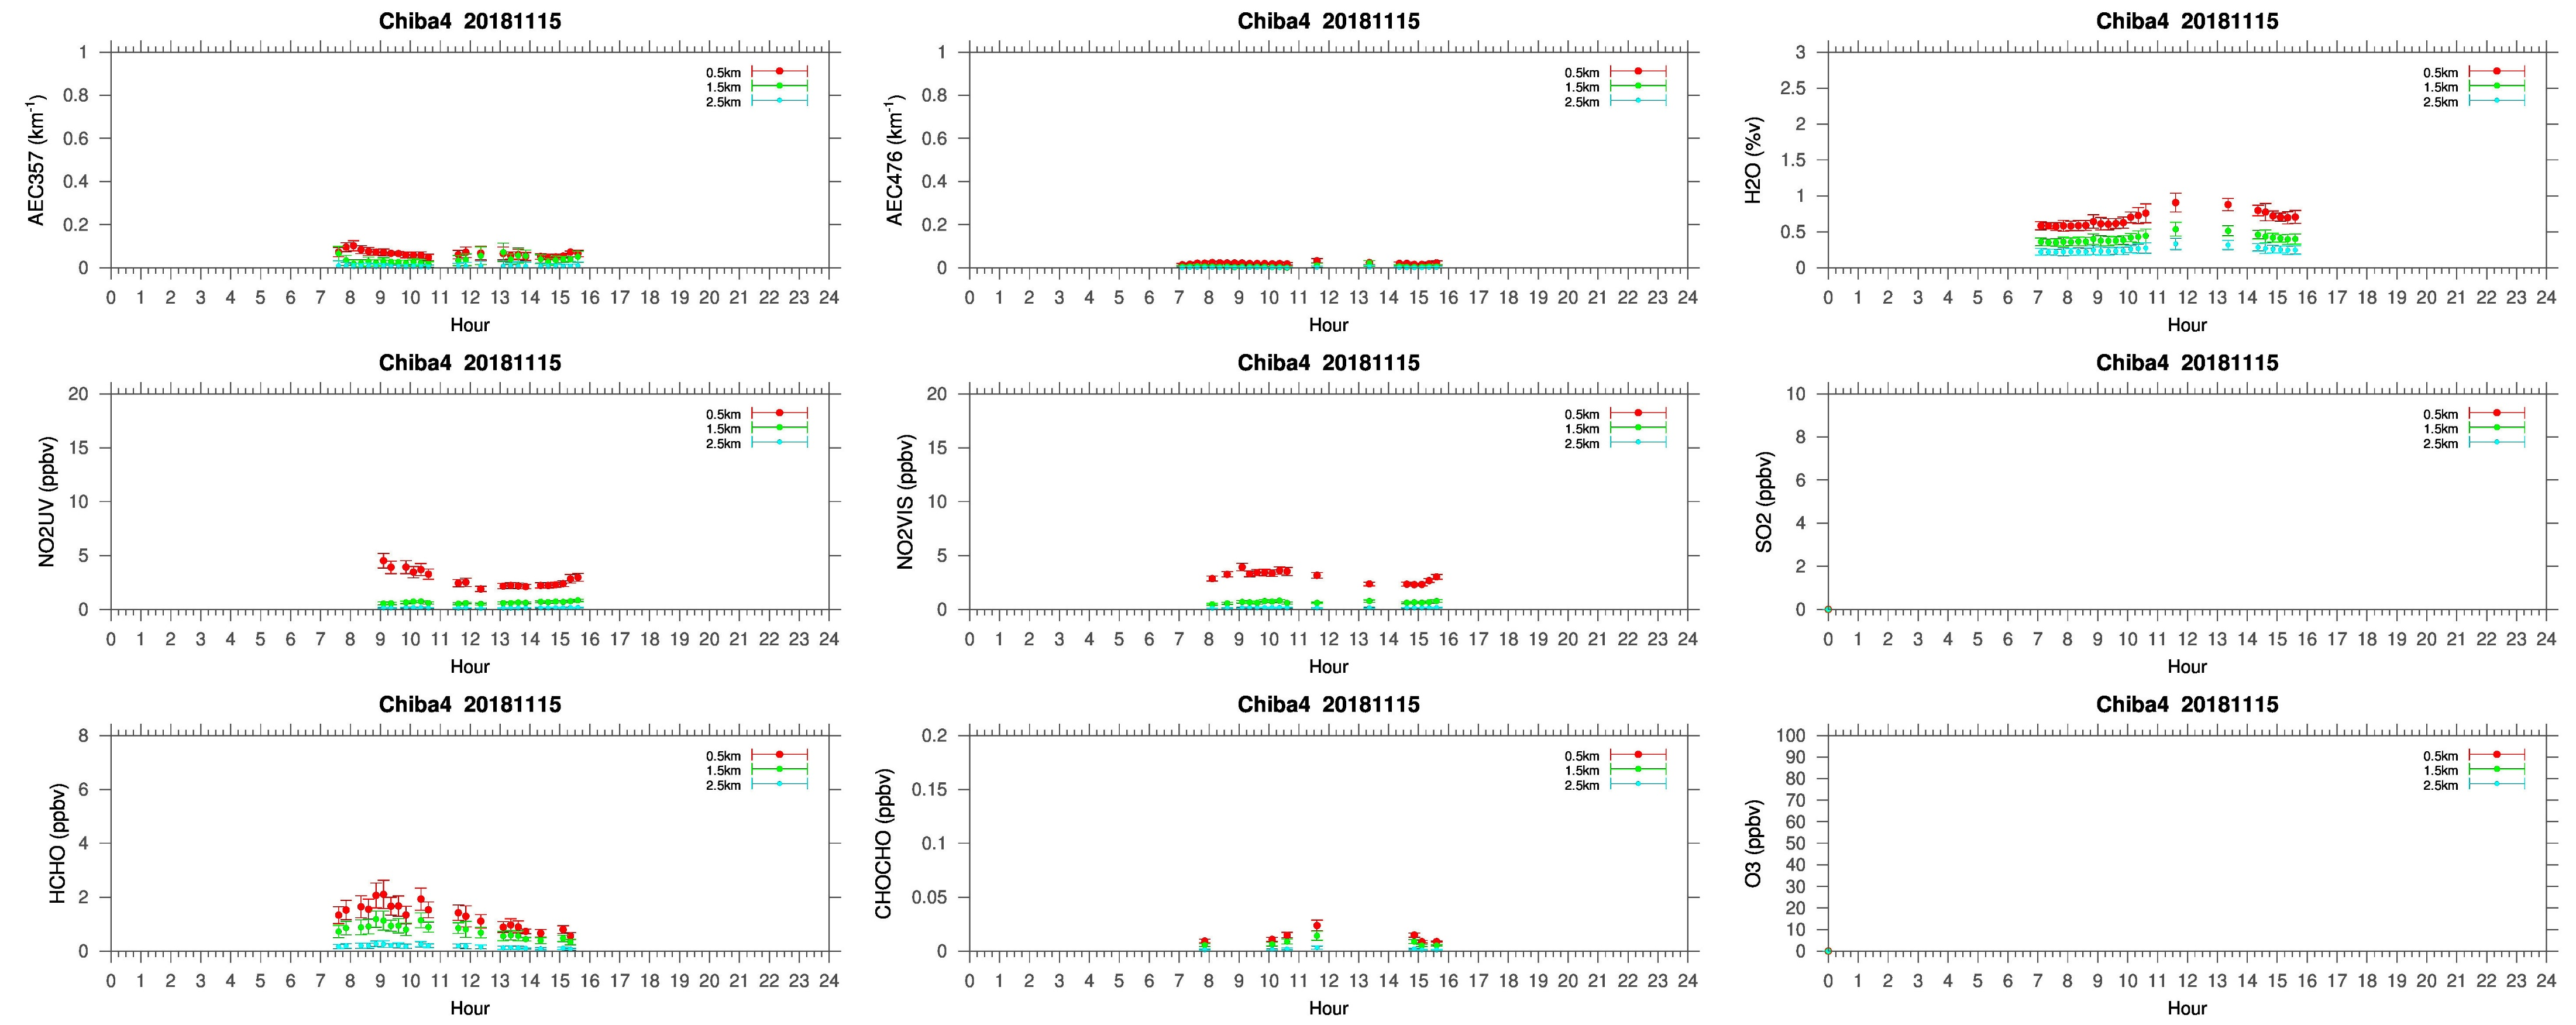 Chiba4 20181115
AEC357 (km-1)
1
0.8
0.6
0.4
0.2
0
0.5km
1.5km
2.5km
0 1 2 3 4 5 6 7 8 9 10 11 12 13 14 15 16 17 18 19 20 21 22 23 24
Hour
Chiba4 20181115
AEC476 (km-1)
1
0.8
0.6
0.4
0.2
0
0.5km
1.5km
2.5km
0 1 2 3 4 5 6 7 8 9 10 11 12 13 14 15 16 17 18 19 20 21 22 23 24
Hour
Chiba4 20181115
H2O (%v)
3
2.5
2
1.5
1
0.5
0
0.5km
1.5km
2.5km
0 1 2 3 4 5 6 7 8 9 10 11 12 13 14 15 16 17 18 19 20 21 22 23 24
Hour
Chiba4 20181115
NO2UV (ppbv)
20
15
10
5
0
0.5km
1.5km
2.5km
0 1 2 3 4 5 6 7 8 9 10 11 12 13 14 15 16 17 18 19 20 21 22 23 24
Hour
Chiba4 20181115
NO2VIS (ppbv)
20
15
10
5
0
0.5km
1.5km
2.5km
0 1 2 3 4 5 6 7 8 9 10 11 12 13 14 15 16 17 18 19 20 21 22 23 24
Hour
Chiba4 20181115
SO2 (ppbv)
10
8
6
4
2
0
0.5km
1.5km
2.5km
0 1 2 3 4 5 6 7 8 9 10 11 12 13 14 15 16 17 18 19 20 21 22 23 24
Hour
Chiba4 20181115
HCHO (ppbv)
8
6
4
2
0
0.5km
1.5km
2.5km
0 1 2 3 4 5 6 7 8 9 10 11 12 13 14 15 16 17 18 19 20 21 22 23 24
Hour
Chiba4 20181115
CHOCHO (ppbv)
0.2
0.15
0.1
0.05
0
0.5km
1.5km
2.5km
0 1 2 3 4 5 6 7 8 9 10 11 12 13 14 15 16 17 18 19 20 21 22 23 24
Hour
Chiba4 20181115
O3 (ppbv)
100
90
80
70
60
50
40
30
20
10
0
0.5km
1.5km
2.5km
0 1 2 3 4 5 6 7 8 9 10 11 12 13 14 15 16 17 18 19 20 21 22 23 24
Hour